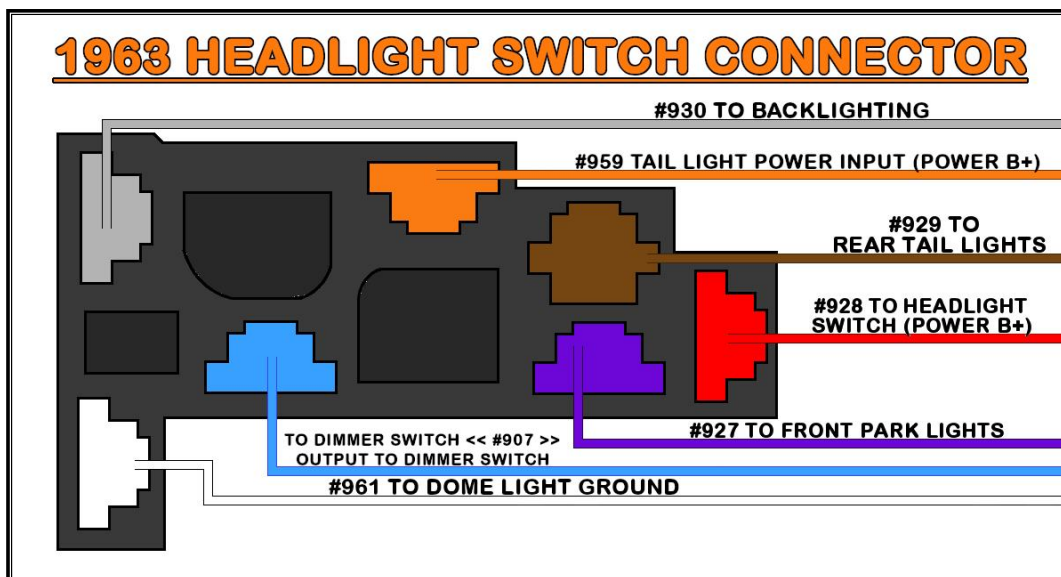 1963 HEADLIGHT SWITCH CONNECTOR
#930 TO BACKLIGHTING
#959 TAIL LIGHT POWER INPUT (POWER B+)
#929 TO
REAR TAIL LIGHTS
#928 TO HEADLIGHT
SWITCH (POWER B+)
#927 TO FRONT PARK LIGHTS
TO DIMMER SWITCH << #907 >>
OUTPUT TO DIMMER SWITCH
#961 TO DOME LIGHT GROUND